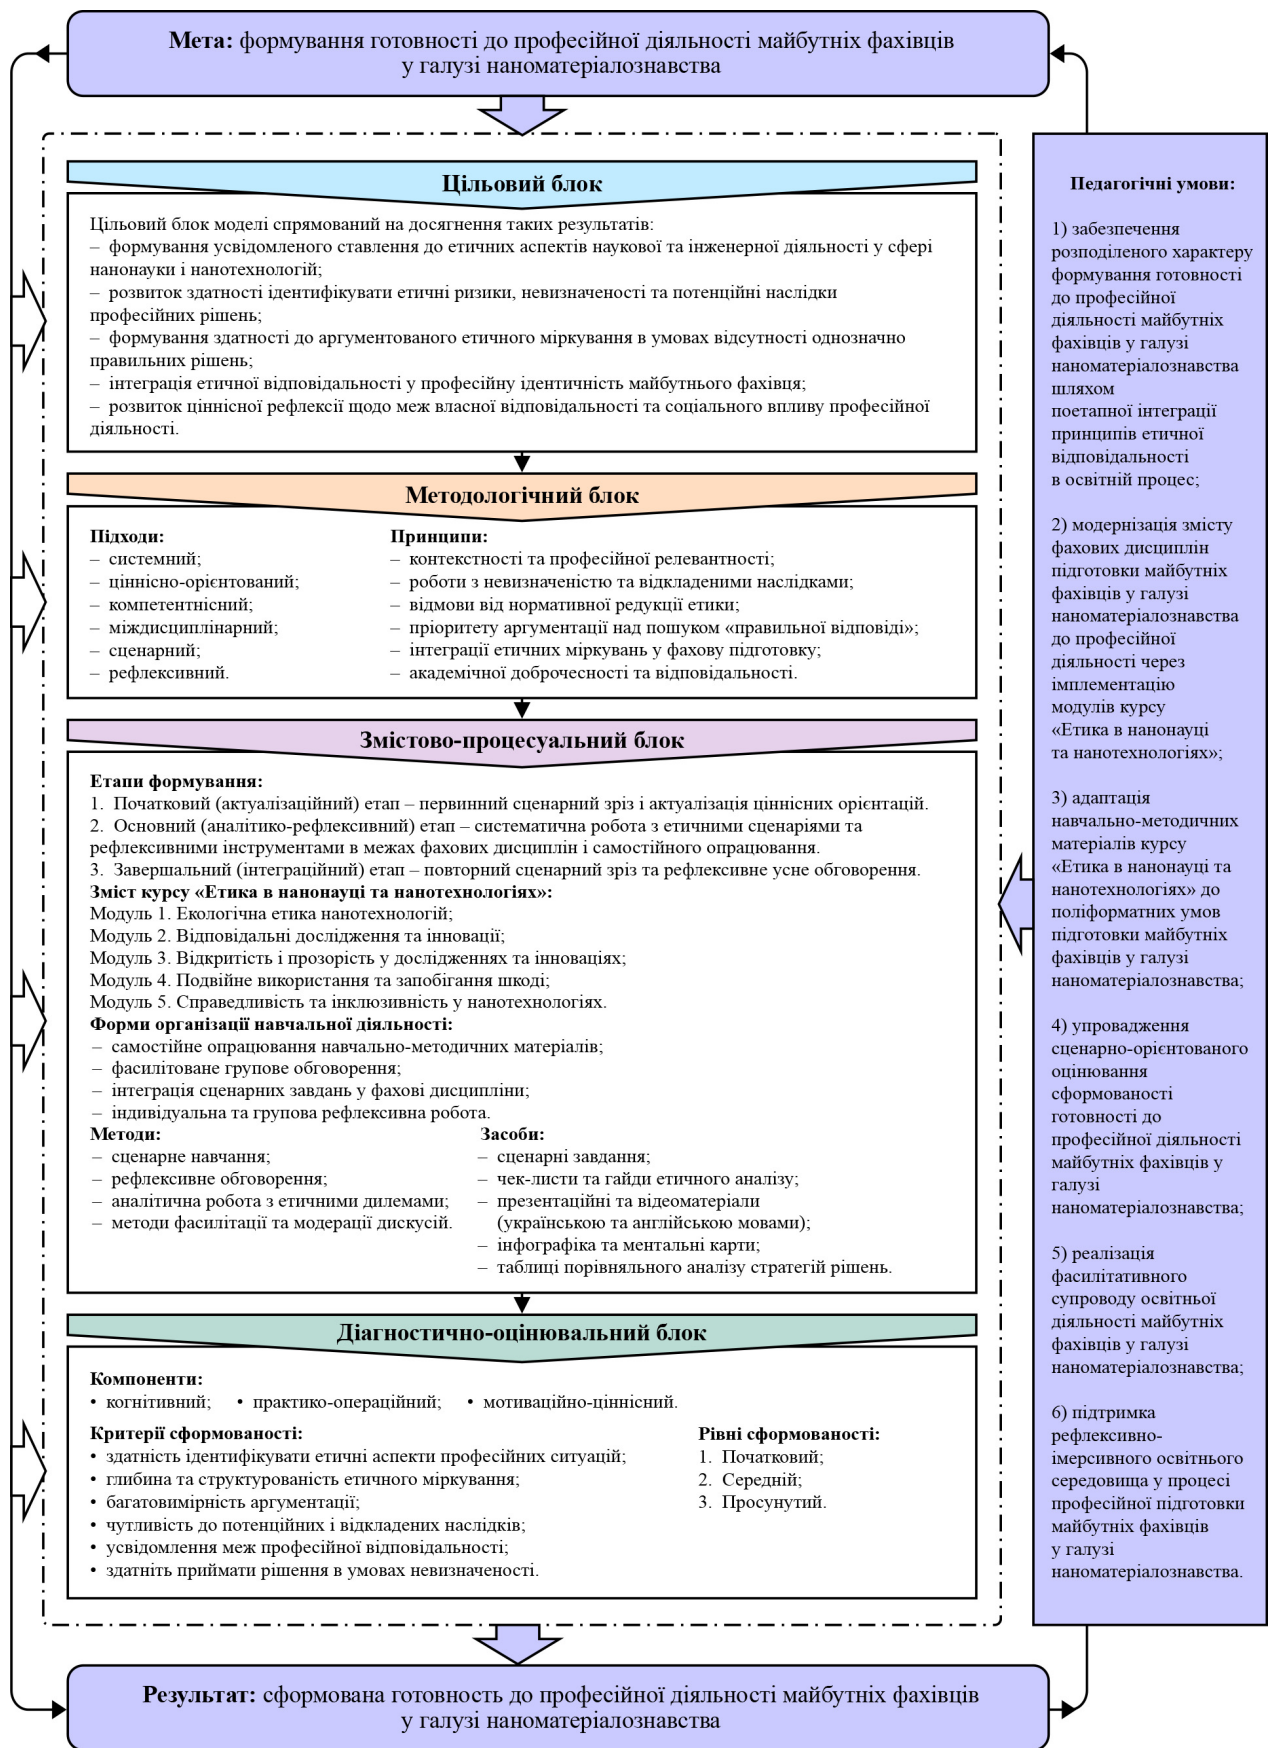 Мета: формування готовності до професійної діяльності майбутніх фахівців
у галузі наноматеріалознавства
Цільовий блок
Цільовий блок моделі спрямований на досягнення таких результатів:
– формування усвідомленого ставлення до етичних аспектів наукової та інженерної діяльності у сфері
нанонауки і нанотехнологій;
– розвиток здатності ідентифікувати етичні ризики, невизначеності та потенційні наслідки
професійних рішень;
– формування здатності до аргументованого етичного міркування в умовах відсутності однозначно
правильних рішень;
– інтеграція етичної відповідальності у професійну ідентичність майбутнього фахівця;
– розвиток ціннісної рефлексії щодо меж власної відповідальності та соціального впливу професійної
діяльності.
Методологічний блок
Підходи:
– системний;
– ціннісно-орієнтований;
– компетентнісний;
– міждисциплінарний;
– сценарний;
– рефлексивний.
Принципи:
– контекстності та професійної релевантності;
– роботи з невизначеністю та відкладеними наслідками;
– відмови від нормативної редукції етики;
– пріоритету аргументації над пошуком «правильної відповіді»;
– інтеграції етичних міркувань у фахову підготовку;
– академічної доброчесності та відповідальності.
Змістово-процесуальний блок
Етапи формування:
1. Початковий (актуалізаційний) етап – первинний сценарний зріз і актуалізація ціннісних орієнтацій.
2. Основний (аналітико-рефлексивний) етап – систематична робота з етичними сценаріями та
рефлексивними інструментами в межах фахових дисциплін і самостійного опрацювання.
3. Завершальний (інтеграційний) етап – повторний сценарний зріз та рефлексивне усне обговорення.
Зміст курсу «Етика в нанонауці та нанотехнологіях»:
Модуль 1. Екологічна етика нанотехнологій;
Модуль 2. Відповідальні дослідження та інновації;
Модуль 3. Відкритість і прозорість у дослідженнях та інноваціях;
Модуль 4. Подвійне використання та запобігання шкоді;
Модуль 5. Справедливість та інклюзивність у нанотехнологіях.
Форми організації навчальної діяльності:
– самостійне опрацювання навчально-методичних матеріалів;
– фасилітоване групове обговорення;
– інтеграція сценарних завдань у фахові дисципліни;
– індивідуальна та групова рефлексивна робота.
Методи:
– сценарне навчання;
– рефлексивне обговорення;
– аналітична робота з етичними дилемами;
– методи фасилітації та модерації дискусій.
Засоби:
– сценарні завдання;
– чек-листи та гайди етичного аналізу;
– презентаційні та відеоматеріали
(українською та англійською мовами);
– інфографіка та ментальні карти;
– таблиці порівняльного аналізу стратегій рішень.
Діагностично-оцінювальний блок
Компоненти:
• когнітивний; • практико-операційний; • мотиваційно-ціннісний.
Критерії сформованості:
• здатність ідентифікувати етичні аспекти професійних ситуацій;
• глибина та структурованість етичного міркування;
• багатовимірність аргументації;
• чутливість до потенційних і відкладених наслідків;
• усвідомлення меж професійної відповідальності;
• здатніть приймати рішення в умовах невизначеності.
Рівні сформованості:
1. Початковий;
2. Середній;
3. Просунутий.
Педагогічні умови:
1) забезпечення
розподіленого характеру
формування готовності
до професійної
діяльності майбутніх
фахівців у галузі
наноматеріалознавства
шляхом
поетапної інтеграції
принципів етичної
відповідальності
в освітній процес;
2) модернізація змісту
фахових дисциплін
підготовки майбутніх
фахівців у галузі
наноматеріалознавства
до професійної
діяльності через
імплементацію
модулів курсу
«Етика в нанонауці
та нанотехнологіях»;
3) адаптація
навчально-методичних
матеріалів курсу
«Етика в нанонауці та
нанотехнологіях» до
поліформатних умов
підготовки майбутніх
фахівців у галузі
наноматеріалознавства;
4) упровадження
сценарно-орієнтованого
оцінювання
сформованості
готовності до
професійної діяльності
майбутніх фахівців у
галузі
наноматеріалознавства;
5) реалізація
фасилітативного
супроводу освітньої
діяльності майбутніх
фахівців у галузі
наноматеріалознавства;
6) підтримка
рефлексивно-
імерсивного освітнього
середовища у процесі
професійної підготовки
майбутніх фахівців
у галузі
наноматеріалознавства.
Результат: сформована готовность до професійної діяльності майбутніх фахівців
у галузі наноматеріалознавства